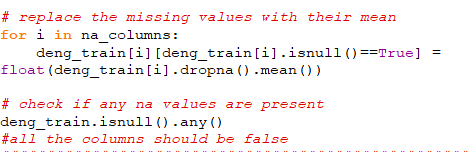 # replace the missing values with their mean
for i in na_columns:
    deng_train[i][deng_train[i].isnull()==True] =
float(deng_train[i].dropna().mean())

# check if any na values are present
deng_train.isnull().any()
#all the columns should be false